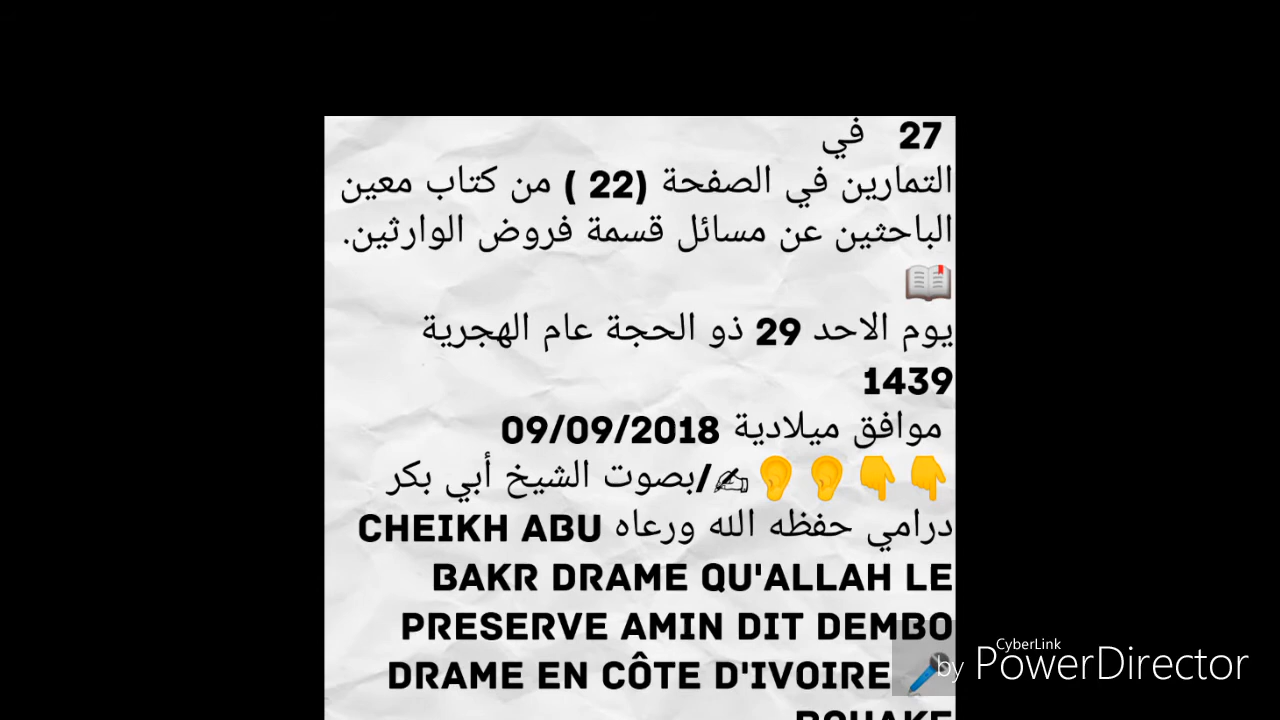 27 في
التمارين في الصفحة (22 ) من كتاب معين
الباحثين عن مسائل قسمة فروض الوارثين.
📖
يوم الاحد 29 ذو الحجة عام الهجرية
1439
موافق ميلادية 09/09/2018
👇👇👂👂✍/بصوت الشيخ أبي بكر
درامي حفظه الله ورعاه CHEIKH ABU
BAKR DRAME QU'ALLAH LE
PRESERVE AMIN DIT DEMBO
DRAME EN CÔTE D'IVOIRE 🎤
CyberLink
by PowerDirector